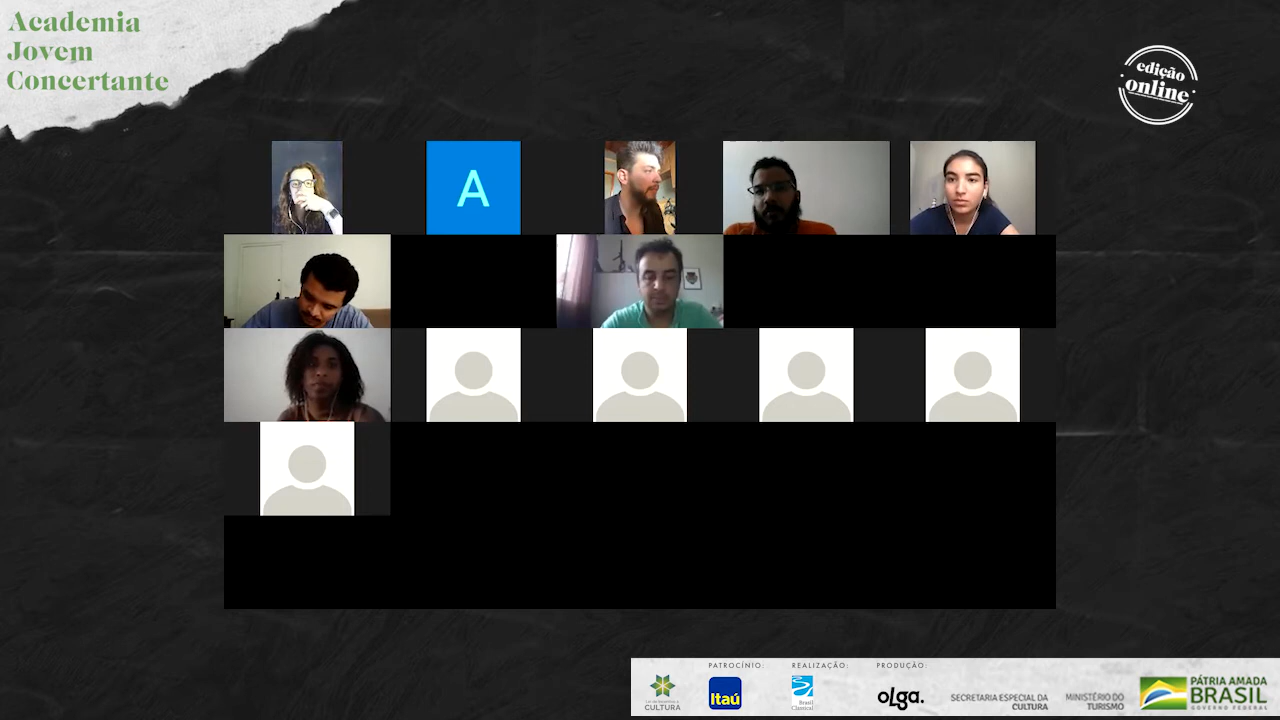 Academia
Jovem
Concertante
edição
online
A
PATROCÍNIO:
REALIZAÇÃO:
PRODUÇÃO:
CULTURA
Itaú
Brasil
Classical
olga.
SECRETARIA ESPECIAL DA
CULTURA
MINISTÉRIO DO
TURISMO
PÁTRIA AMADA
BRASIL
GOVERNO FEDERAL